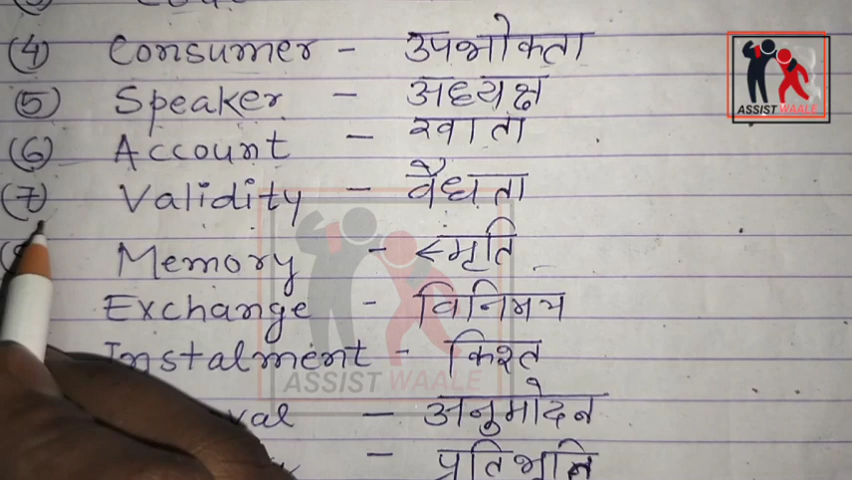 (4) Consumer - उपभोक्ता
(5) Speaker - अध्यक्ष
(6) Account - खाता
(7) Validity - वैधता
Memory - स्मृति
Exchange - विनिमय
Instalment - किश्त
- अनुमोदन
- प्रतिभूति
ASSIST WAALE
ASSIST WAALE